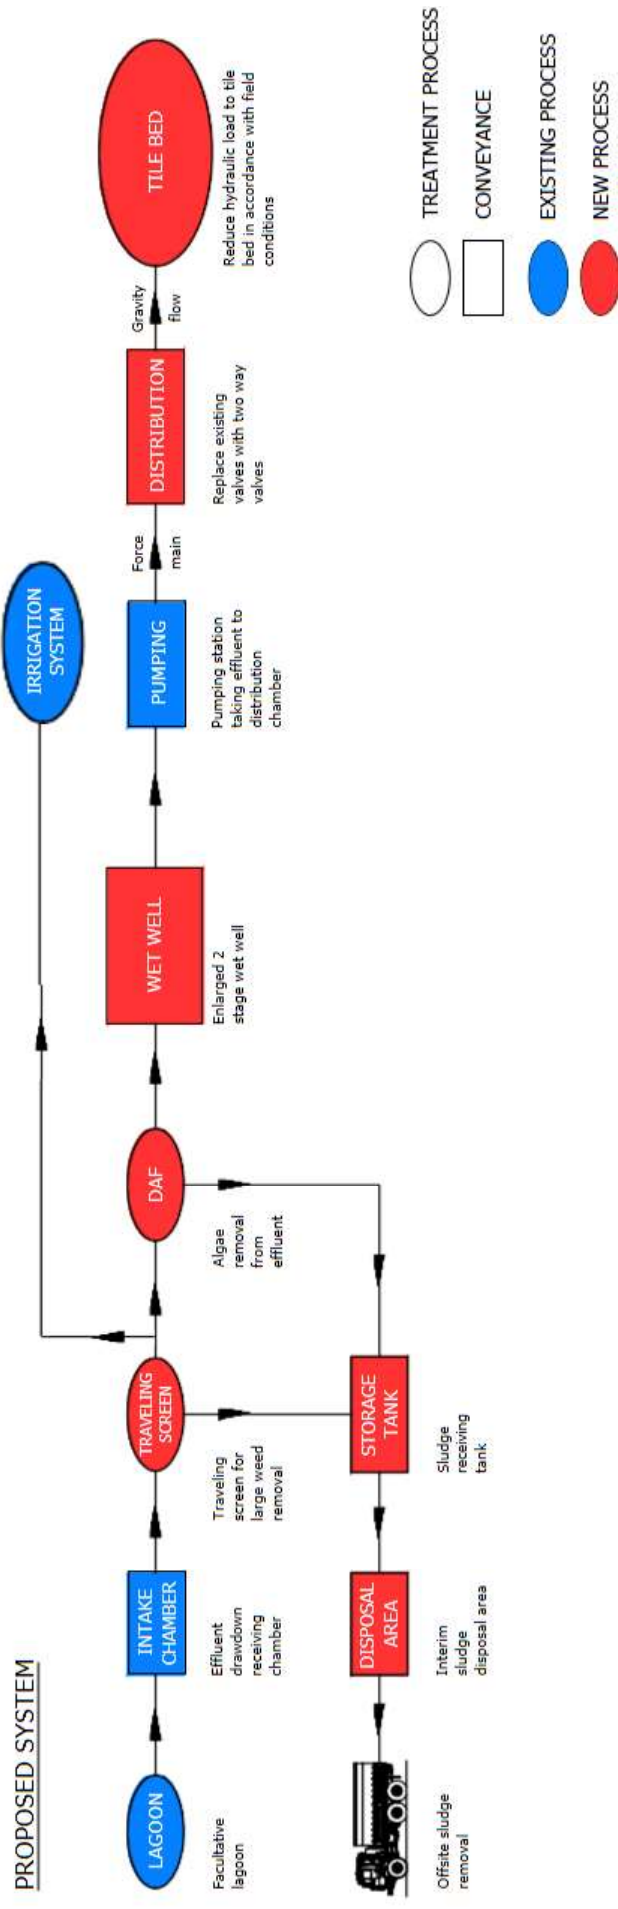 PROPOSED SYSTEM
IRRIGATION
SYSTEM
LAGOON
Facultative
lagoon
INTAKE
CHAMBER
Effluent
drawdown
receiving
chamber
TRAVELING
SCREEN
Traveling
screen for
large weed
removal
DAF
Algae
removal
from
effluent
WET WELL
Enlarged 2
stage wet well
PUMPING
Pumping station
taking effluent to
distribution
chamber
Force
main
DISTRIBUTION
Replace existing
valves with two way
valves
Gravity
flow
TILE BED
Reduce hydraulic load to tile
bed in accordance with field
conditions
Offsite sludge
removal
DISPOSAL
AREA
Interim
sludge
disposal area
STORAGE
TANK
Sludge
receiving
tank
TREATMENT PROCESS
CONVEYANCE
EXISTING PROCESS
NEW PROCESS